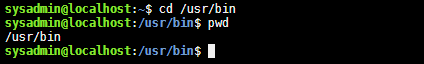 sysadmin@localhost:~$ cd /usr/bin
sysadmin@localhost:/usr/bin$ pwd
/usr/bin
sysadmin@localhost:/usr/bin$